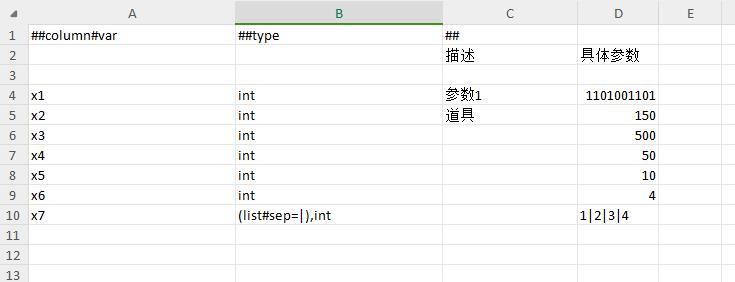 A B C D E
1 ##column#var ##type ##
2 描述 具体参数
3
4 x1 int 参数1 1101001101
5 x2 int 道具 150
6 x3 int 500
7 x4 int 50
8 x5 int 10
9 x6 int 4
10 x7 (list#sep=|),int 1|2|3|4
11
12
13